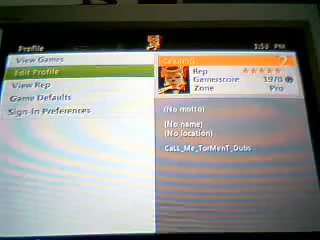 Profile
1:53 PM
View Games
Edit Profile
View Rep
Game Defaults
Sign-In Preferences
Rep
Gamerscore 1970
Zone Pro
(No motto)
(No name)
(No location)
CaLL_Me_TorMenT_Dubs